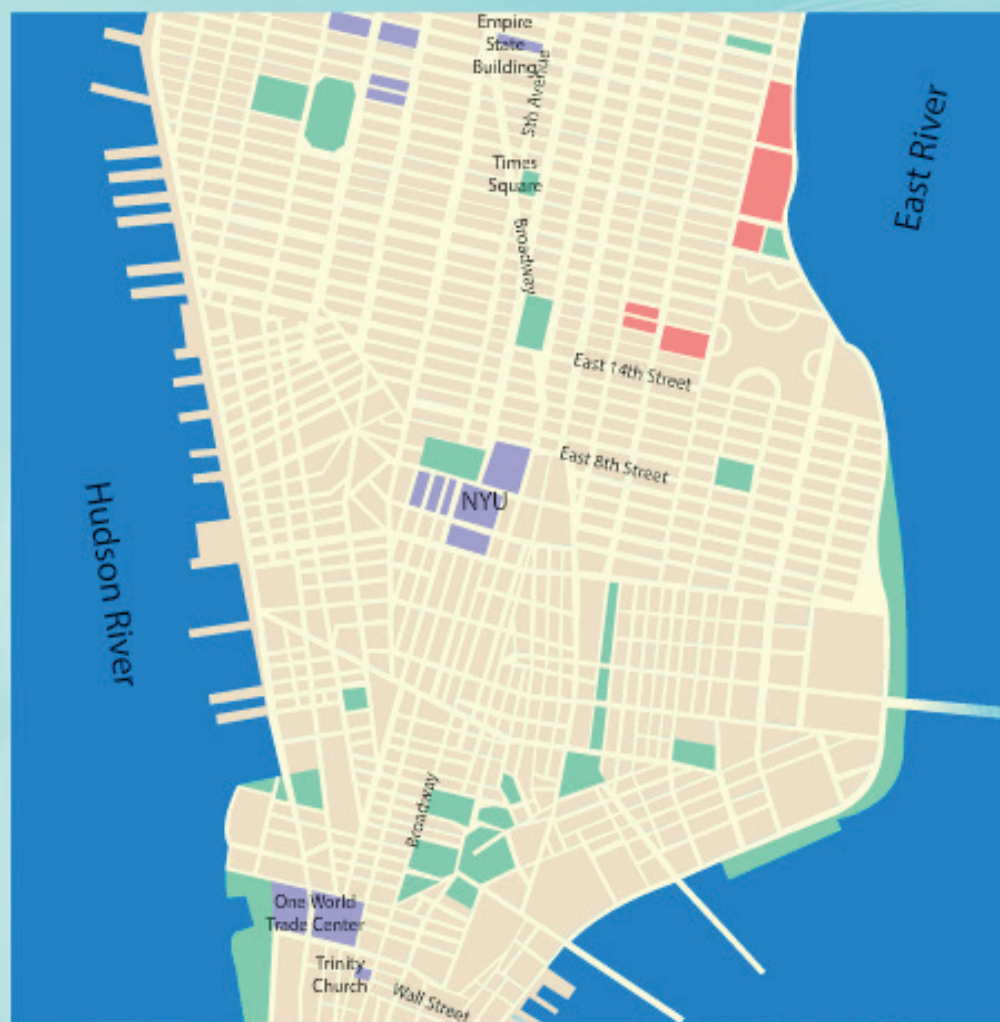 Empire
State
Building
5th Avenue
East River
Times
Square
Broadway
East 14th Street
East 8th Street
NYU
Hudson River
Broadway
One World
Trade Center
Trinity
Church
Wall Street